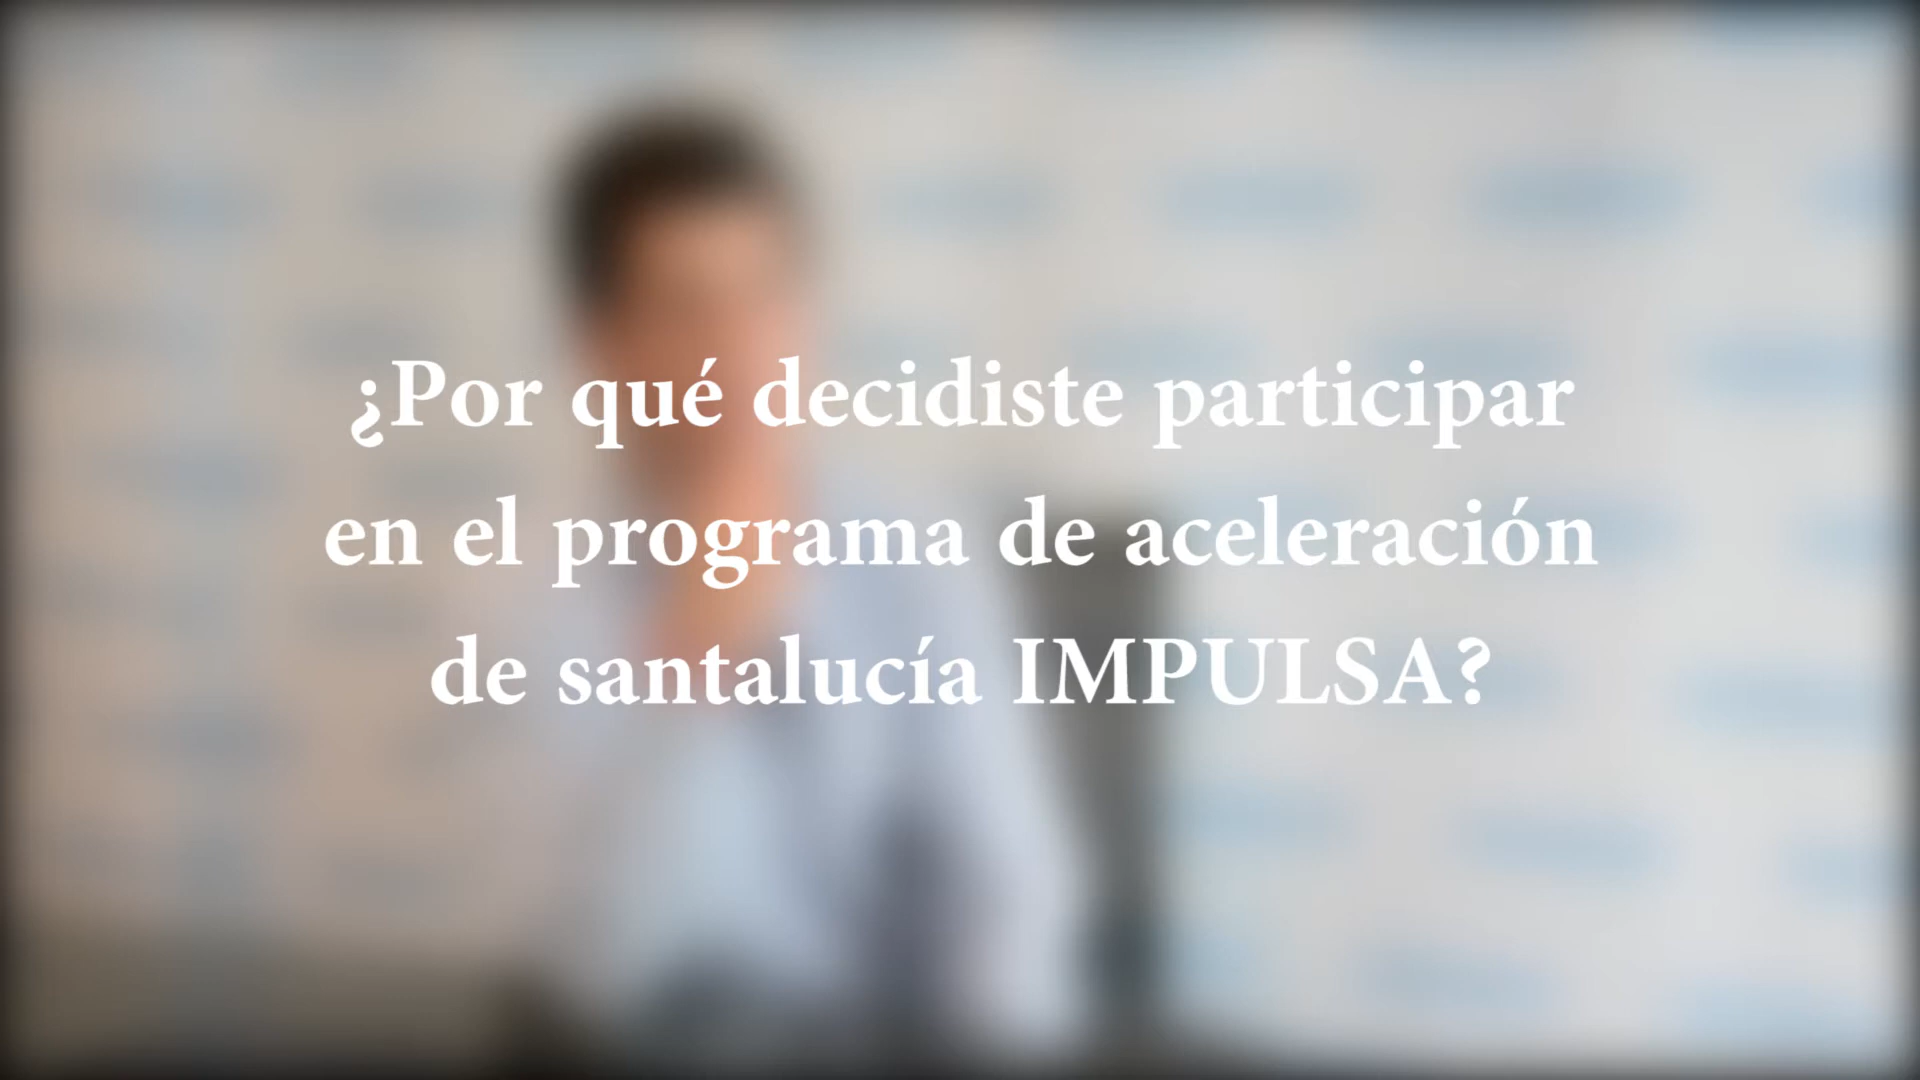 ¿Por qué decidiste participar
en el programa de aceleración
de santalucía IMPULSA?